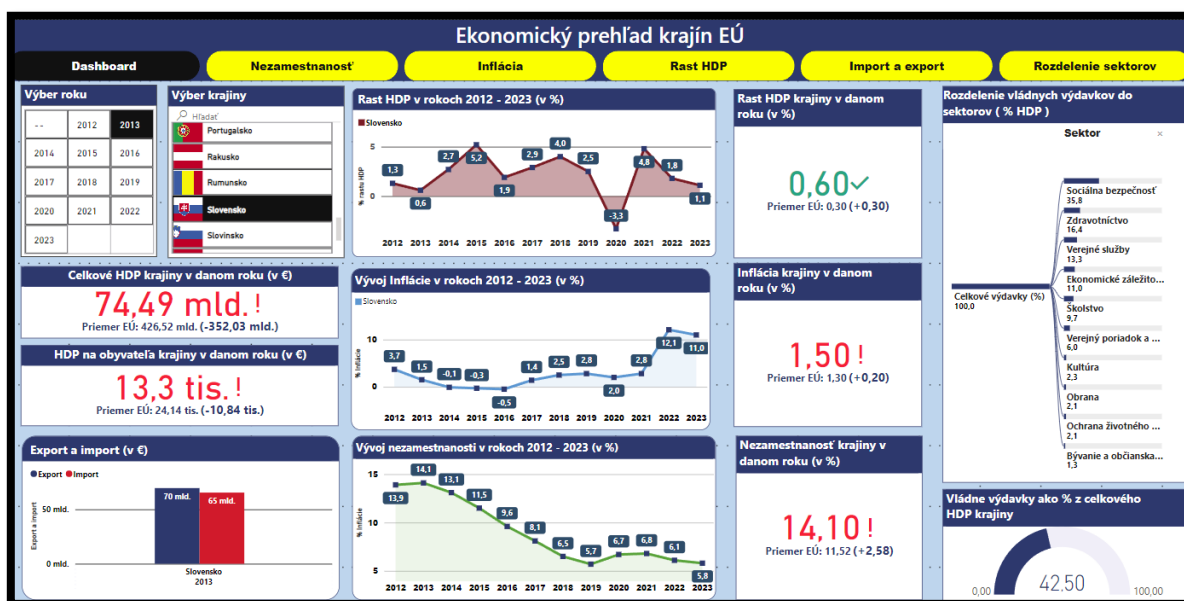 Ekonomický prehľad krajín EÚ
Dashboard
Nezamestnanosť
Inflácia
Rast HDP
Import a export
Rozdelenie sektorov
Výber roku
--
2012
2013
2014
2015
2016
2017
2018
2019
2020
2021
2022
2023
Výber krajiny
Hľadať
Portugalsko
Rakusko
Rumunsko
Slovensko
Slovinsko
Rast HDP v rokoch 2012 - 2023 (v %)
Slovensko
% rastu HDP
5
0
1,3
0,6
2,7
5,2
1,9
2,9
4,0
2,5
-3,3
4,8
1,8
1,1
2012 2013 2014 2015 2016 2017 2018 2019 2020 2021 2022 2023
Rast HDP krajiny v danom
roku (v %)
0,60
Priemer EÚ: 0,30 (+0,30)
Rozdelenie vládnych výdavkov do
sektorov ( % HDP )
Sektor
×
Celkové výdavky (%)
100,0
Sociálna bezpečnosť
35,8
Zdravotníctvo
16,4
Verejné služby
13,3
Ekonomické záležito...
11,0
Školstvo
9,7
Verejný poriadok a ...
6,0
Kultúra
2,3
Obrana
2,1
Ochrana životného ...
2,1
Bývanie a občianska...
1,3
Celkové HDP krajiny v danom roku (v €)
74,49 mld. !
Priemer EÚ: 426,52 mld. (-352,03 mld.)
HDP na obyvateľa krajiny v danom roku (v €)
13,3 tis. !
Priemer EÚ: 24,14 tis. (-10,84 tis.)
Vývoj Inflácie v rokoch 2012 - 2023 (v %)
Slovensko
% Inflácie
10
0
3,7
1,5
-0,1
-0,3
-0,5
1,4
2,5
2,8
2,0
2,8
12,1
11,0
2012 2013 2014 2015 2016 2017 2018 2019 2020 2021 2022 2023
Inflácia krajiny v danom
roku (v %)
1,50 !
Priemer EÚ: 1,30 (+0,20)
Export a import (v €)
Export Import
Export a import
50 mld.
0 mld.
70 mld.
65 mld.
Slovensko
2013
Vývoj nezamestnanosti v rokoch 2012 - 2023 (v %)
% Inflácie
15
10
5
13,9
14,1
13,1
11,5
9,6
8,1
6,5
5,7
6,7
6,8
6,1
5,8
2012 2013 2014 2015 2016 2017 2018 2019 2020 2021 2022 2023
Nezamestnanosť krajiny v
danom roku (v %)
14,10 !
Priemer EÚ: 11,52 (+2,58)
Vládne výdavky ako % z celkového
HDP krajiny
42,50
0,00
100,00